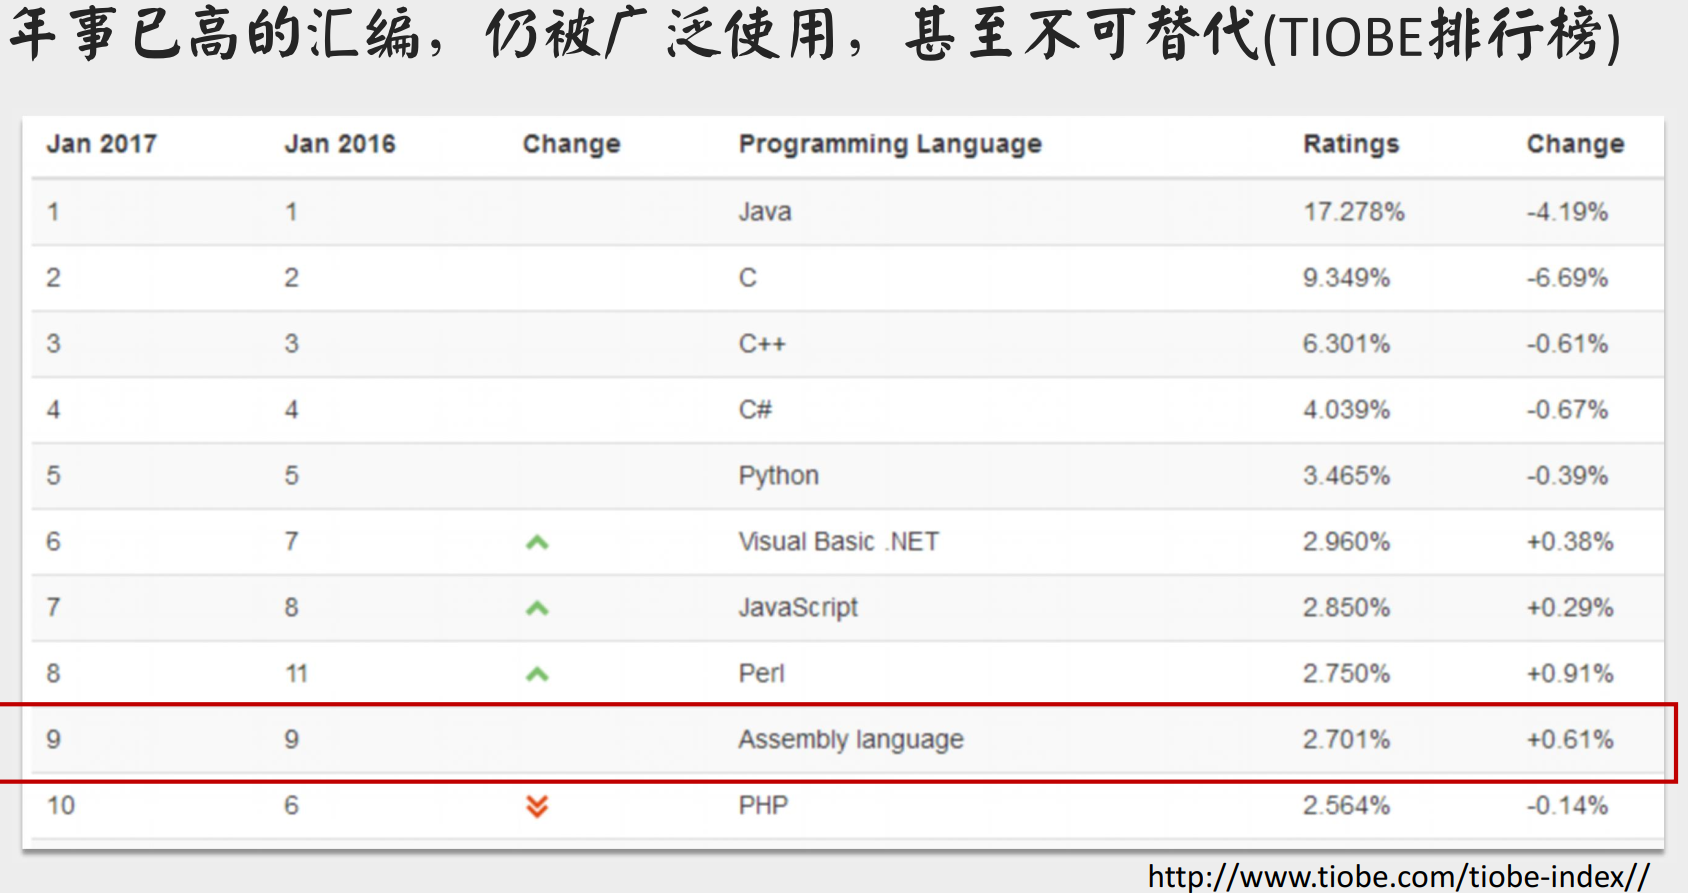 年事已高的汇编，仍被广泛使用，甚至不可替代(TIOBE排行榜)
Jan 2017 Jan 2016 Change Programming Language Ratings Change
1 1 Java 17.278% -4.19%
2 2 C 9.349% -6.69%
3 3 C++ 6.301% -0.61%
4 4 C# 4.039% -0.67%
5 5 Python 3.465% -0.39%
6 7 Visual Basic .NET 2.960% +0.38%
7 8 JavaScript 2.850% +0.29%
8 11 Perl 2.750% +0.91%
9 9 Assembly language 2.701% +0.61%
10 6 PHP 2.564% -0.14%
http://www.tiobe.com/tiobe-index//